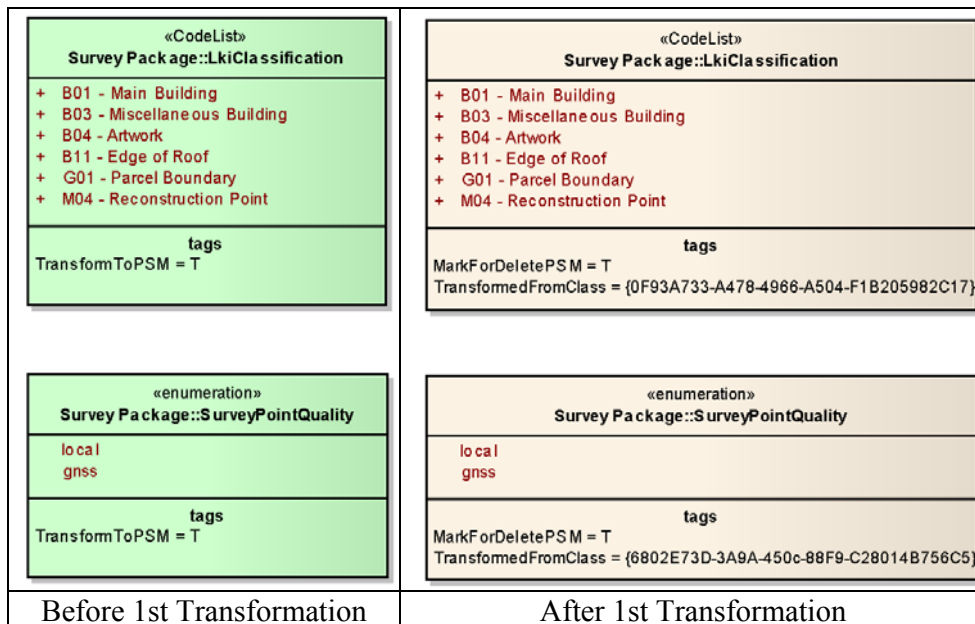 «CodeList»
Survey Package::LkiClassification
+ B01 - Main Building
+ B03 - Miscellaneous Building
+ B04 - Artwork
+ B11 - Edge of Roof
+ G01 - Parcel Boundary
+ M04 - Reconstruction Point
tags
TransformToPSM = T
«enumeration»
Survey Package::SurveyPointQuality
local
gnss
tags
TransformToPSM = T
Before 1st Transformation
«CodeList»
Survey Package::LkiClassification
+ B01 - Main Building
+ B03 - Miscellaneous Building
+ B04 - Artwork
+ B11 - Edge of Roof
+ G01 - Parcel Boundary
+ M04 - Reconstruction Point
tags
MarkForDeletePSM = T
TransformedFromClass = {0F93A733-A478-4966-A504-F1B205982C17}
«enumeration»
Survey Package::SurveyPointQuality
local
gnss
tags
MarkForDeletePSM = T
TransformedFromClass = {6802E73D-3A9A-450c-88F9-C28014B756C5}
After 1st Transformation